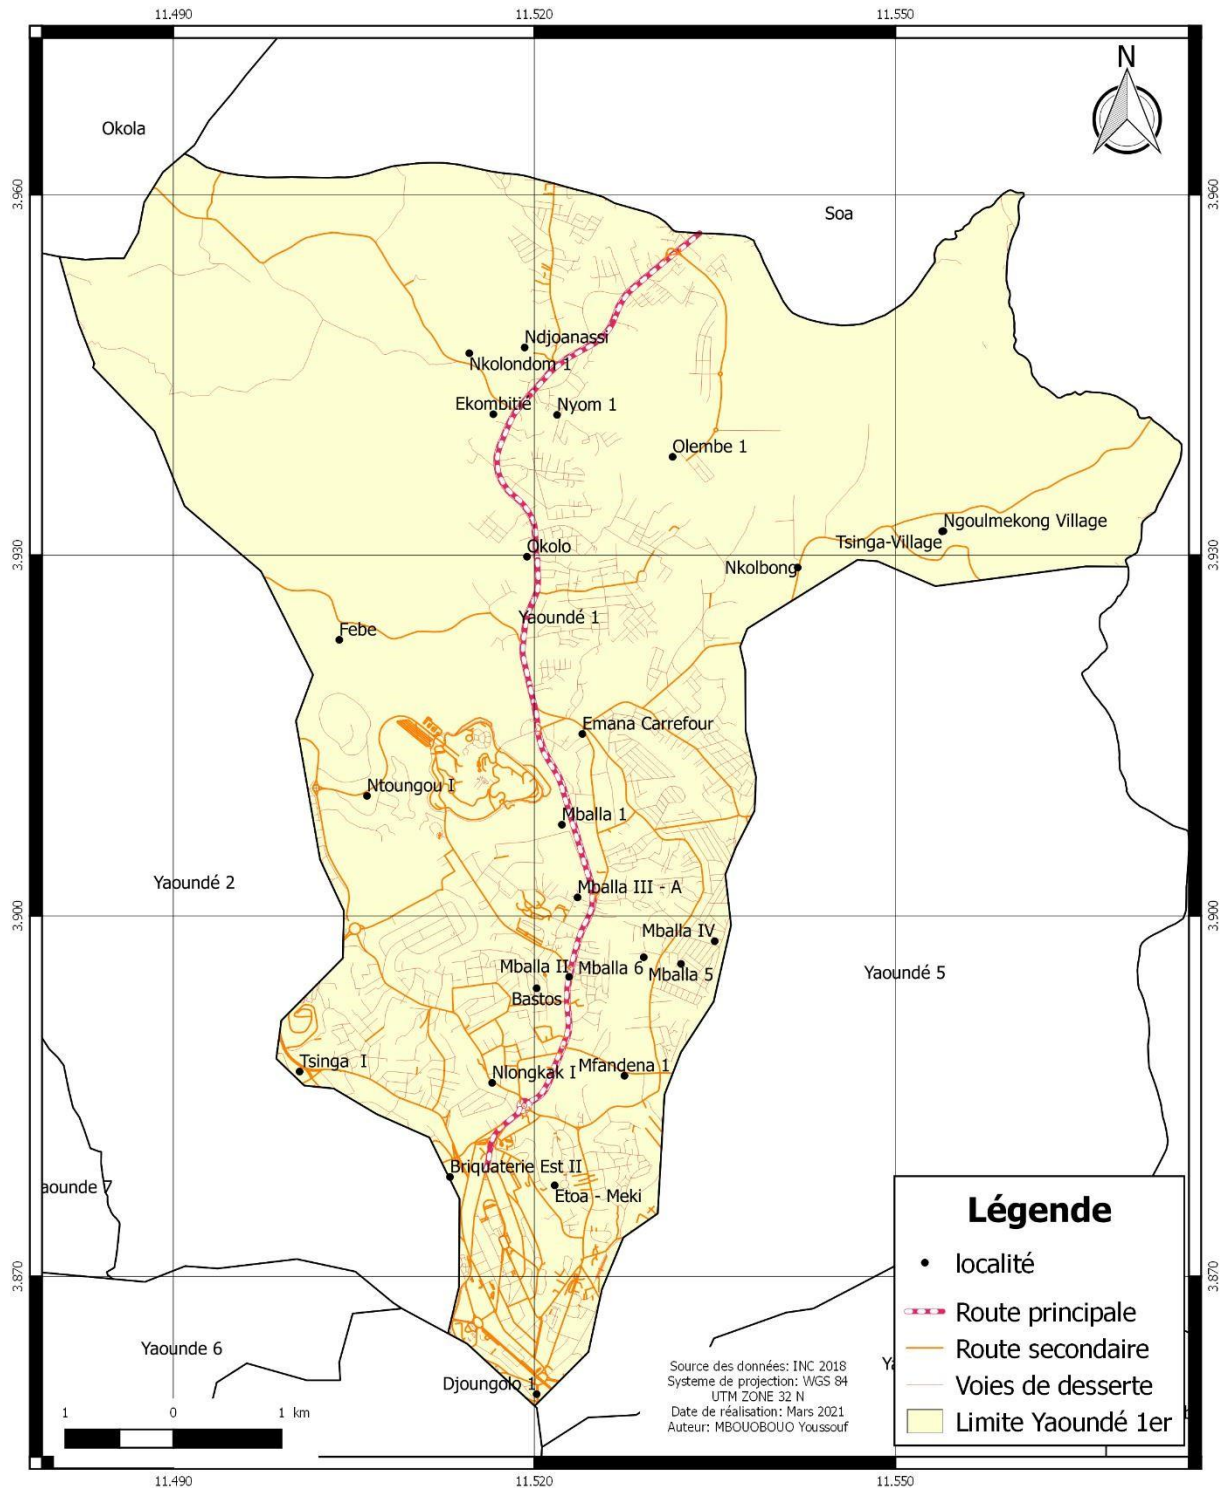 11.490
11.520
11.550
N
Okola
3.960
3.960
Soa
Ndjoanassi
Nkolondom 1
Ekombitié
Nyom 1
Olembe 1
Ngoulmekong Village
Tsinga-Village
3.930
3.930
Okolo
Nkolbong
Yaoundé 1
Febe
Emana Carrefour
Ntoungou I
Mballa 1
Yaoundé 2
Mballa III - A
3.900
3.900
Mballa IV
Mballa II
Mballa 6
Mballa 5
Yaoundé 5
Bastos
Tsinga I
Nlongkak I
Mfandena 1
Briquaterie Est II
aounde 7
Etoa - Meki
Légende
localité
3.870
3.870
Route principale
Yaounde 6
Route secondaire
Source des données: INC 2018
Systeme de projection: WGS 84
UTM ZONE 32 N
Date de réalisation: Mars 2021
Auteur: MBOUOBOUO Youssouf
Djoungolo 1
Voies de desserte
1 0 1 km
Limite Yaoundé 1er
11.490
11.520
11.550